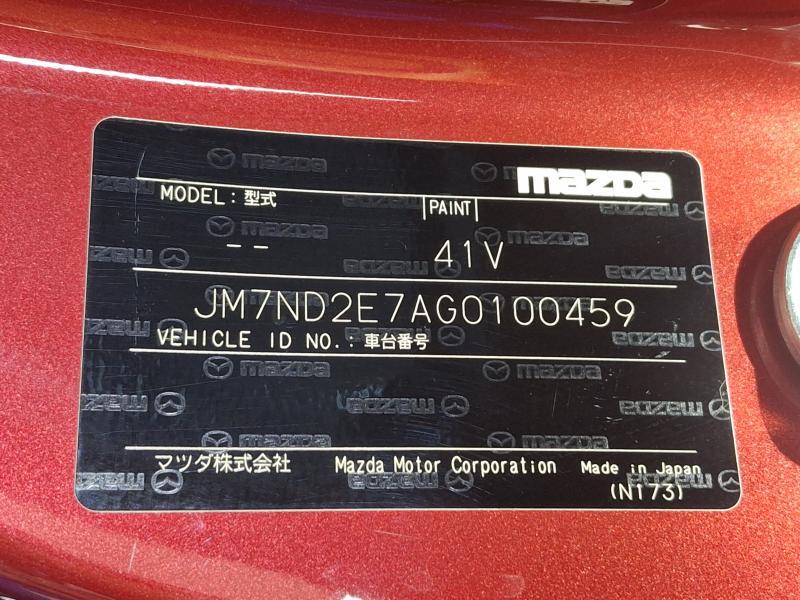 mazda
MODEL：型式
PAINT
-- 41V
JM7ND2E7AG0100459
VEHICLE ID NO.：車台番号
マツダ株式会社 Mazda Motor Corporation Made in Japan
(N173)